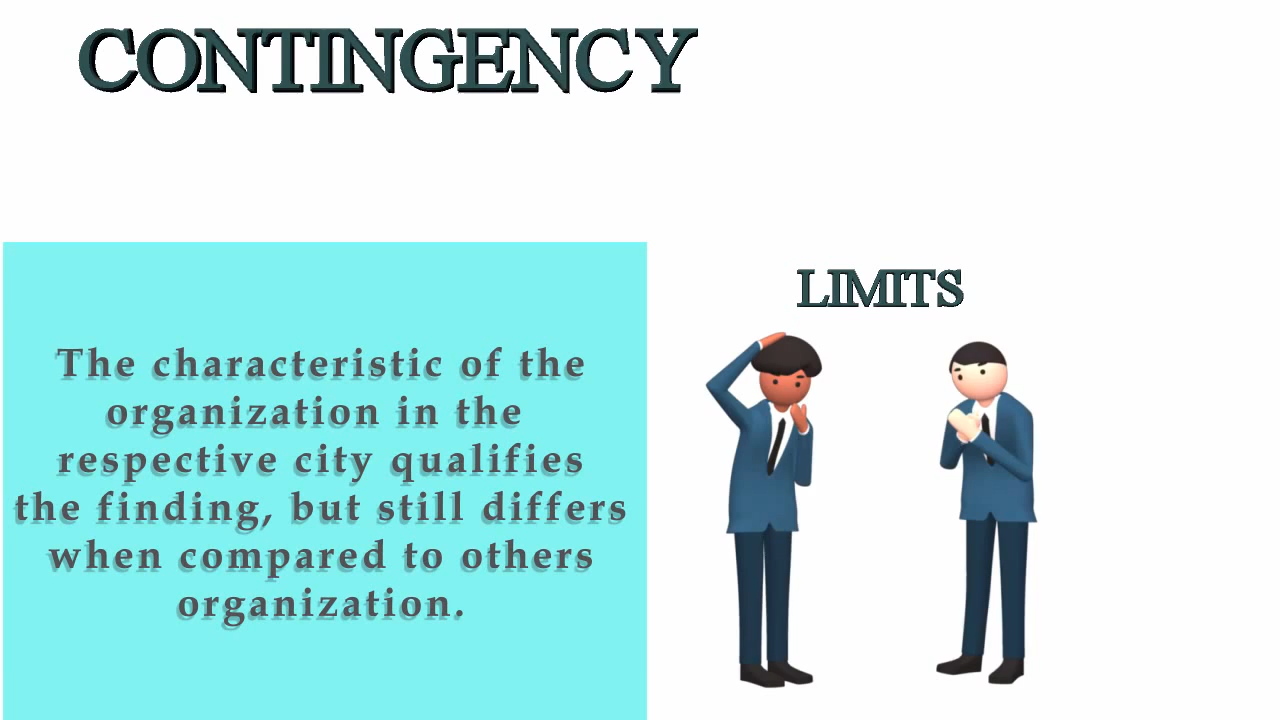 CONTINGENCY
LIMITS
The characteristic of the
organization in the
respective city qualifies
the finding, but still differs
when compared to others
organization.